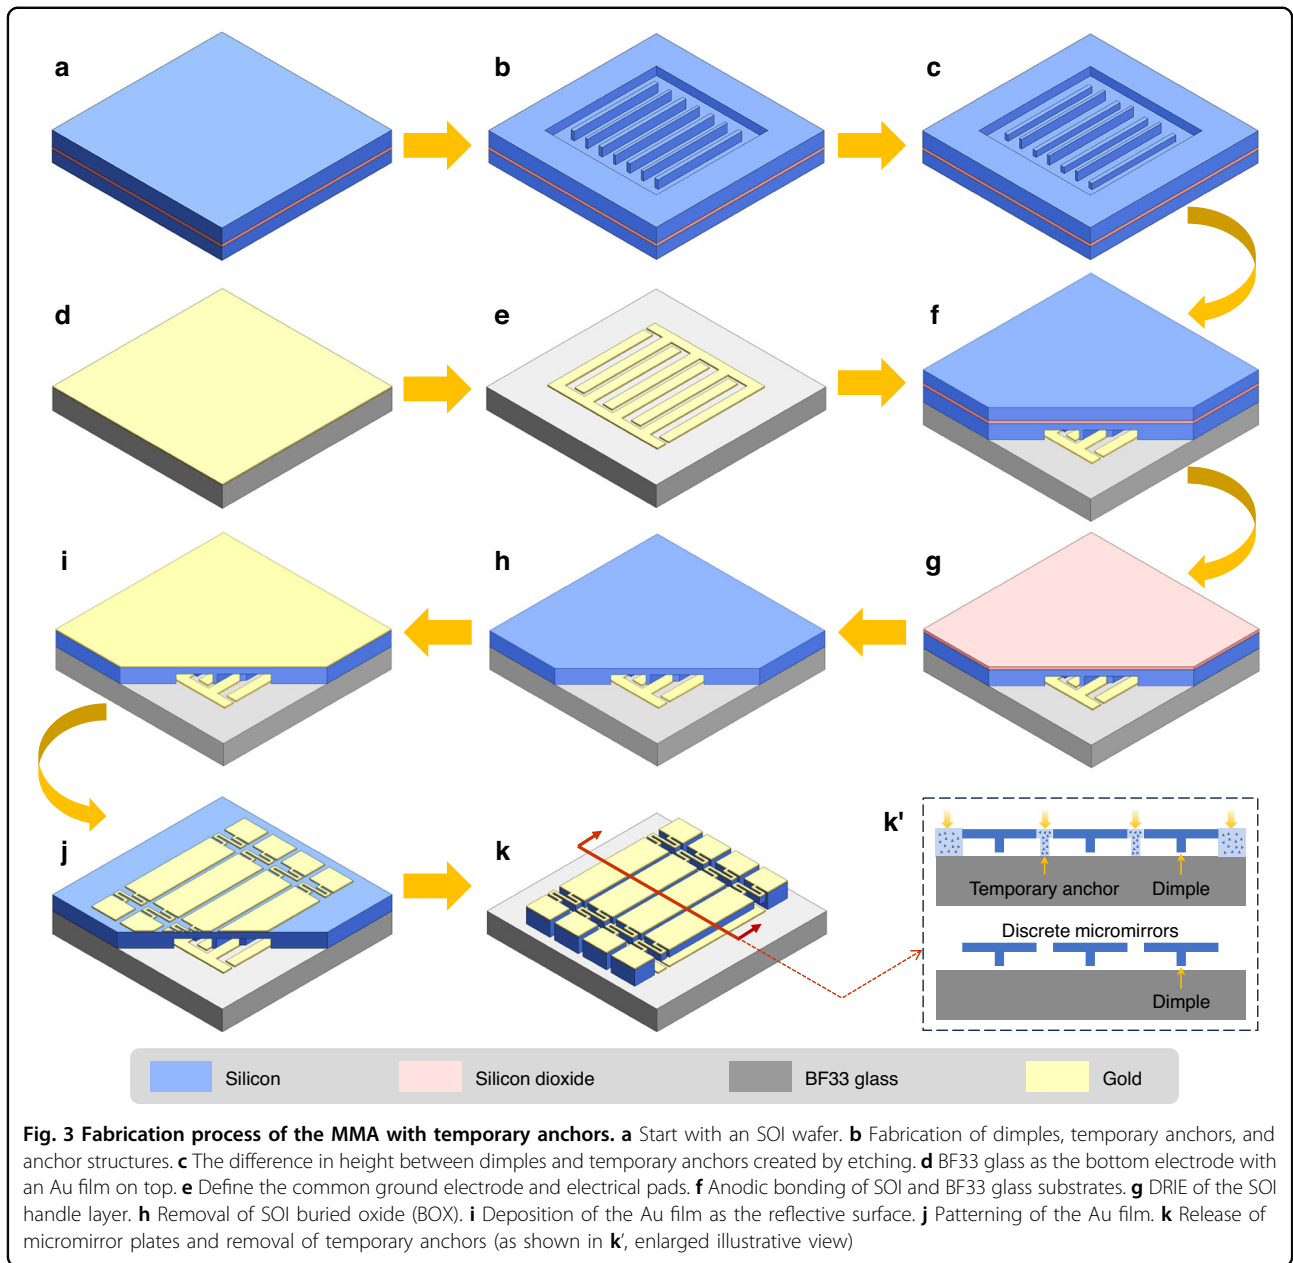 a
b
c
d
e
f
i
h
g
j
k
k'
Temporary anchor
Dimple
Discrete micromirrors
Dimple
Silicon
Silicon dioxide
BF33 glass
Gold
Fig. 3 Fabrication process of the MMA with temporary anchors. a Start with an SOI wafer. b Fabrication of dimples, temporary anchors, and
anchor structures. c The difference in height between dimples and temporary anchors created by etching. d BF33 glass as the bottom electrode with
an Au film on top. e Define the common ground electrode and electrical pads. f Anodic bonding of SOI and BF33 glass substrates. g DRIE of the SOI
handle layer. h Removal of SOI buried oxide (BOX). i Deposition of the Au film as the reflective surface. j Patterning of the Au film. k Release of
micromirror plates and removal of temporary anchors (as shown in k′, enlarged illustrative view)